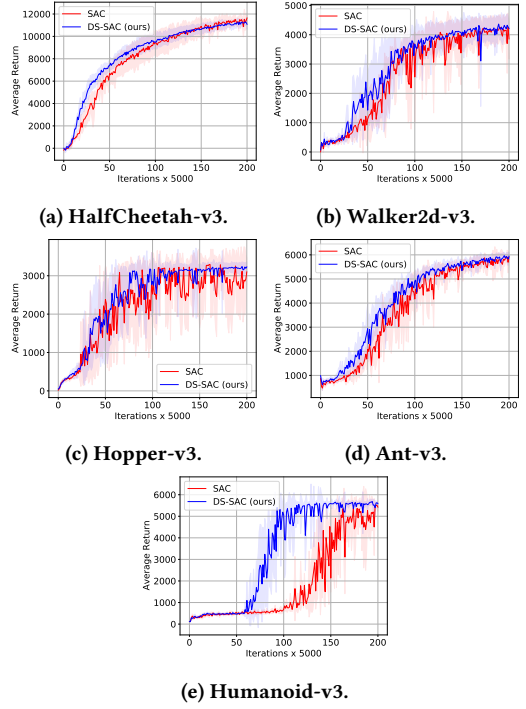 12000
10000
8000
6000
4000
2000
0
Average Return
SAC
DS-SAC (ours)
0 50 100 150 200
Iterations x 5000
(a) HalfCheetah-v3.
5000
4000
3000
2000
1000
0
Average Return
SAC
DS-SAC (ours)
0 50 100 150 200
Iterations x 5000
(b) Walker2d-v3.
3000
2000
1000
0
Average Return
SAC
DS-SAC (ours)
0 50 100 150 200
Iterations x 5000
(c) Hopper-v3.
6000
5000
4000
3000
2000
1000
Average Return
SAC
DS-SAC (ours)
0 50 100 150 200
Iterations x 5000
(d) Ant-v3.
6000
5000
4000
3000
2000
1000
0
Average Return
SAC
DS-SAC (ours)
0 50 100 150 200
Iterations x 5000
(e) Humanoid-v3.